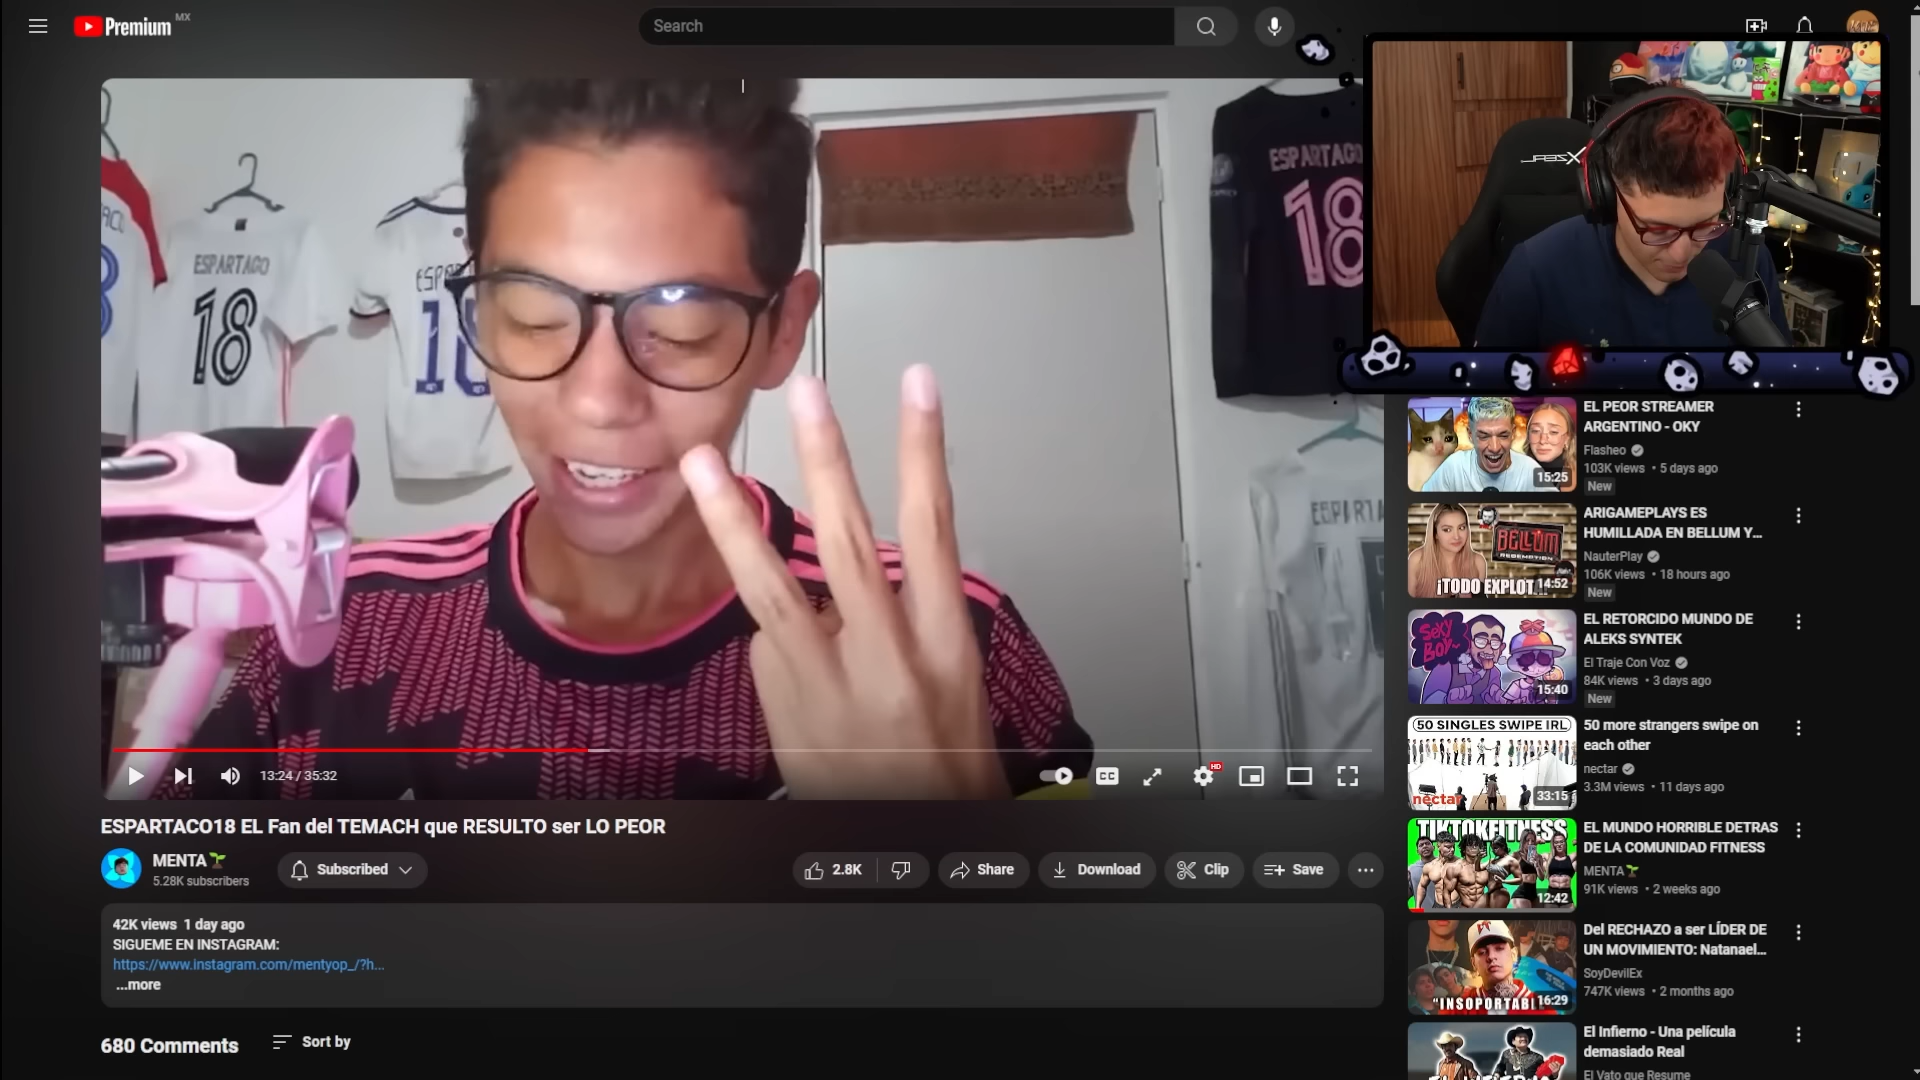 Premium MX
Search
ESPARTACO
18
ESPARTACO
18
ESPARTACO
18
13:24 / 35:32
CC
HD
ESPARTACO18 EL Fan del TEMACH que RESULTO ser LO PEOR
MENTA🌱
5.28K subscribers
Subscribed
2.8K
Share
Download
Clip
Save
42K views 1 day ago
SIGUEME EN INSTAGRAM:
https://www.instagram.com/mentyop_/?h...
...more
680 Comments
Sort by
EL PEOR STREAMER
ARGENTINO - OKY
Flasheo
103K views • 5 days ago
New
15:25
ARIGAMEPLAYS ES
HUMILLADA EN BELLUM Y...
NauterPlay
106K views • 18 hours ago
New
BELLUM
REDEMPTION
¡TODO EXPLOT...
14:52
EL RETORCIDO MUNDO DE
ALEKS SYNTEK
El Traje Con Voz
84K views • 3 days ago
New
SEXY
BOY
15:40
50 SINGLES SWIPE IRL
nectar
33:15
50 more strangers swipe on
each other
nectar
3.3M views • 11 days ago
TIKTOKFITNESS
12:42
EL MUNDO HORRIBLE DETRAS
DE LA COMUNIDAD FITNESS
MENTA🌱
91K views • 2 weeks ago
"INSOPORTABL
16:29
Del RECHAZO a ser LÍDER DE
UN MOVIMIENTO: Natanael...
SoyDevilEx
747K views • 2 months ago
El Infierno - Una película
demasiado Real
El Vato que Resume